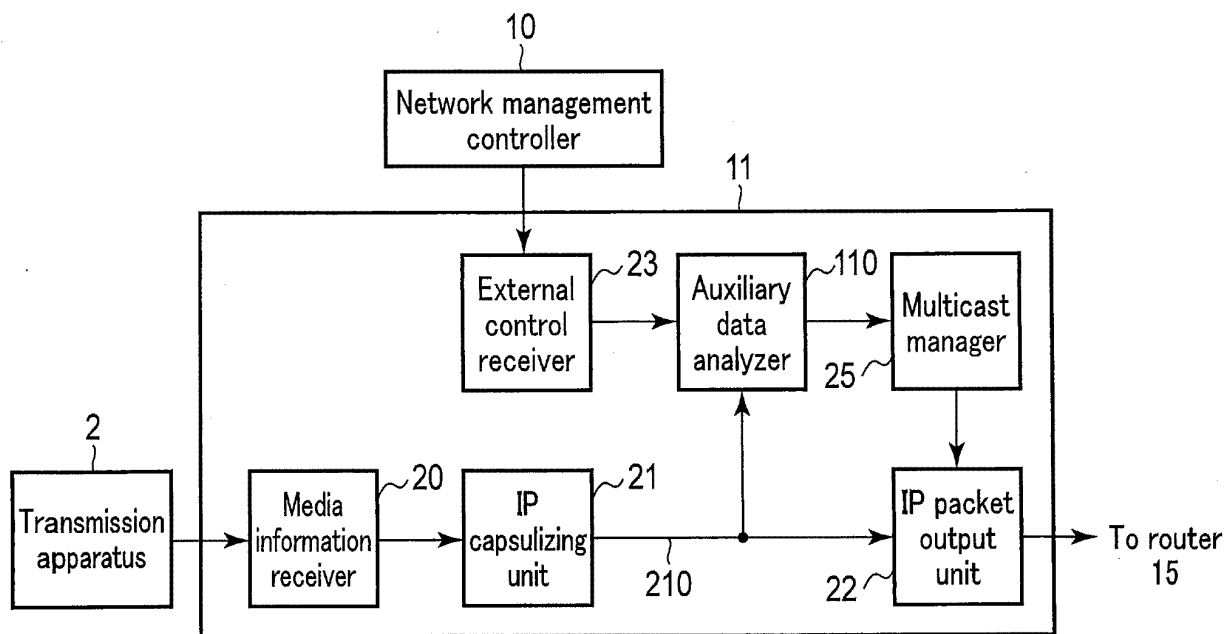 10
Network management
controller
11
External
control
receiver
23
Auxiliary
data
analyzer
110
Multicast
manager
25
2
Transmission
apparatus
Media
information
receiver
20
IP
capsulizing
unit
21
210
IP packet
output
unit
22
To router
15